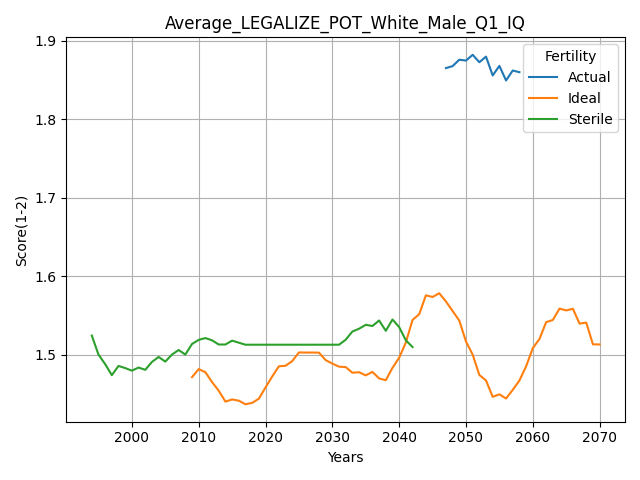 Average_LEGALIZE_POT_White_Male_Q1_IQ
Score(1-2)
1.9
1.8
1.7
1.6
1.5
Fertility
Actual
Ideal
Sterile
2000
2010
2020
2030
2040
2050
2060
2070
Years